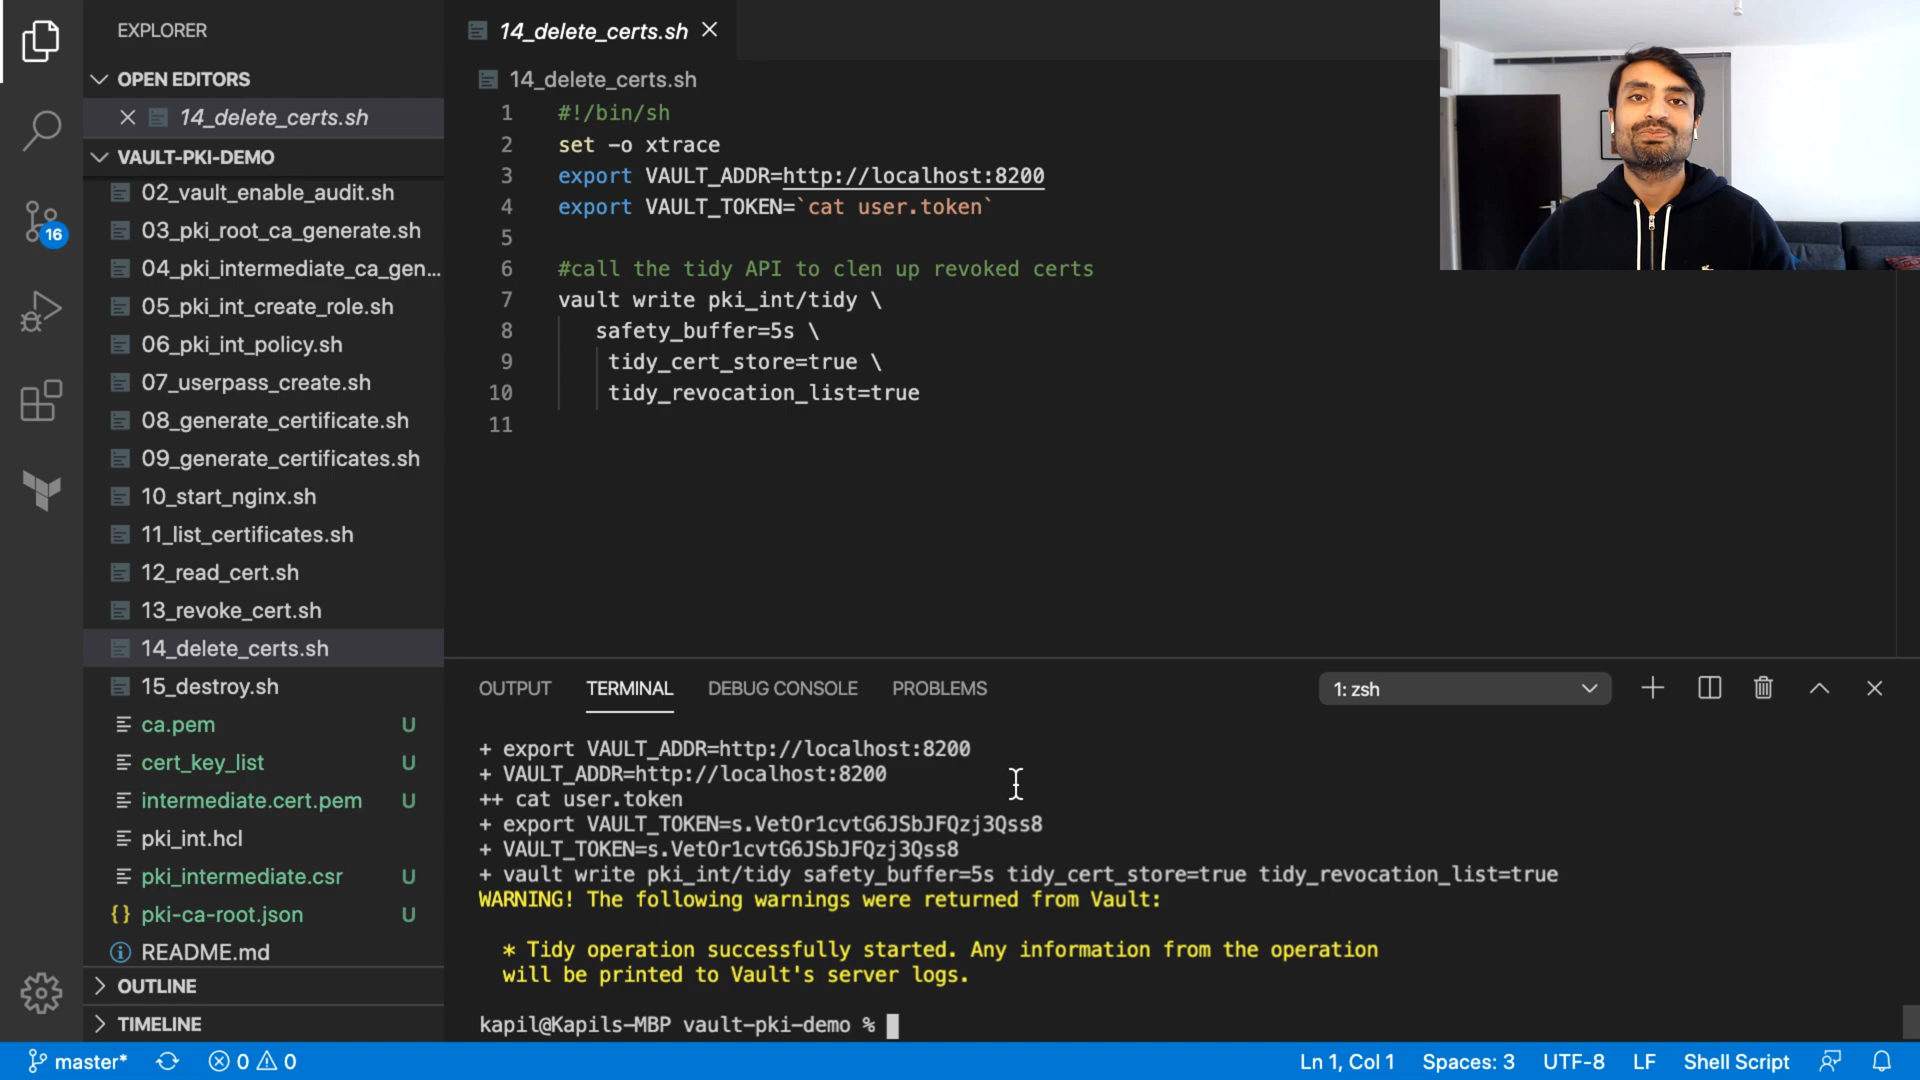 EXPLORER
OPEN EDITORS
14_delete_certs.sh
VAULT-PKI-DEMO
02_vault_enable_audit.sh
03_pki_root_ca_generate.sh
04_pki_intermediate_ca_gen...
05_pki_int_create_role.sh
06_pki_int_policy.sh
07_userpass_create.sh
08_generate_certificate.sh
09_generate_certificates.sh
10_start_nginx.sh
11_list_certificates.sh
12_read_cert.sh
13_revoke_cert.sh
14_delete_certs.sh
15_destroy.sh
ca.pem U
cert_key_list U
intermediate.cert.pem U
pki_int.hcl
pki_intermediate.csr U
{} pki-ca-root.json U
README.md
OUTLINE
TIMELINE
16
14_delete_certs.sh
14_delete_certs.sh
1 #!/bin/sh
2 set -o xtrace
3 export VAULT_ADDR=http://localhost:8200
4 export VAULT_TOKEN=`cat user.token`
5
6 #call the tidy API to clen up revoked certs
7 vault write pki_int/tidy \
8 safety_buffer=5s \
9 tidy_cert_store=true \
10 tidy_revocation_list=true
11
OUTPUT TERMINAL DEBUG CONSOLE PROBLEMS 1: zsh
+ export VAULT_ADDR=http://localhost:8200
+ VAULT_ADDR=http://localhost:8200
++ cat user.token
+ export VAULT_TOKEN=s.VetOr1cvtG6JSbJFQzj3Qss8
+ VAULT_TOKEN=s.VetOr1cvtG6JSbJFQzj3Qss8
+ vault write pki_int/tidy safety_buffer=5s tidy_cert_store=true tidy_revocation_list=true
WARNING! The following warnings were returned from Vault:
* Tidy operation successfully started. Any information from the operation
will be printed to Vault's server logs.
kapil@Kapils-MBP vault-pki-demo %
master* 0 0 Ln 1, Col 1 Spaces: 3 UTF-8 LF Shell Script